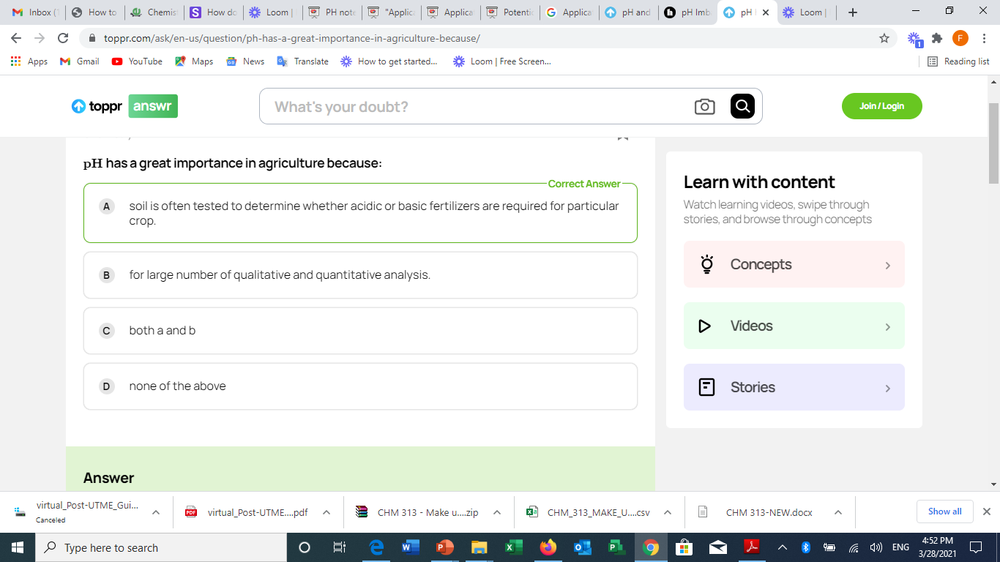 Inbox (1
How to
Chemis
How do
Loom |
PH note
"Applica
Applica
Potentic
Applica
pH and
pH Imb
pH
Loom |
toppr.com/ask/en-us/question/ph-has-a-great-importance-in-agriculture-because/
F
1
Apps
Gmail
YouTube
Maps
News
Translate
How to get started...
Loom | Free Screen...
Reading list
toppr answr
What's your doubt?
Join / Login
pH has a great importance in agriculture because:
Correct Answer
A
soil is often tested to determine whether acidic or basic fertilizers are required for particular
crop.
B for large number of qualitative and quantitative analysis.
C both a and b
D none of the above
Answer
Learn with content
Watch learning videos, swipe through
stories, and browse through concepts
Concepts
Videos
Stories
virtual_Post-UTME_Gui...
Canceled
virtual_Post-UTME....pdf
CHM 313 - Make u....zip
CHM_313_MAKE_U....csv
CHM 313-NEW.docx
Show all
Type here to search
ENG
4:52 PM
3/28/2021